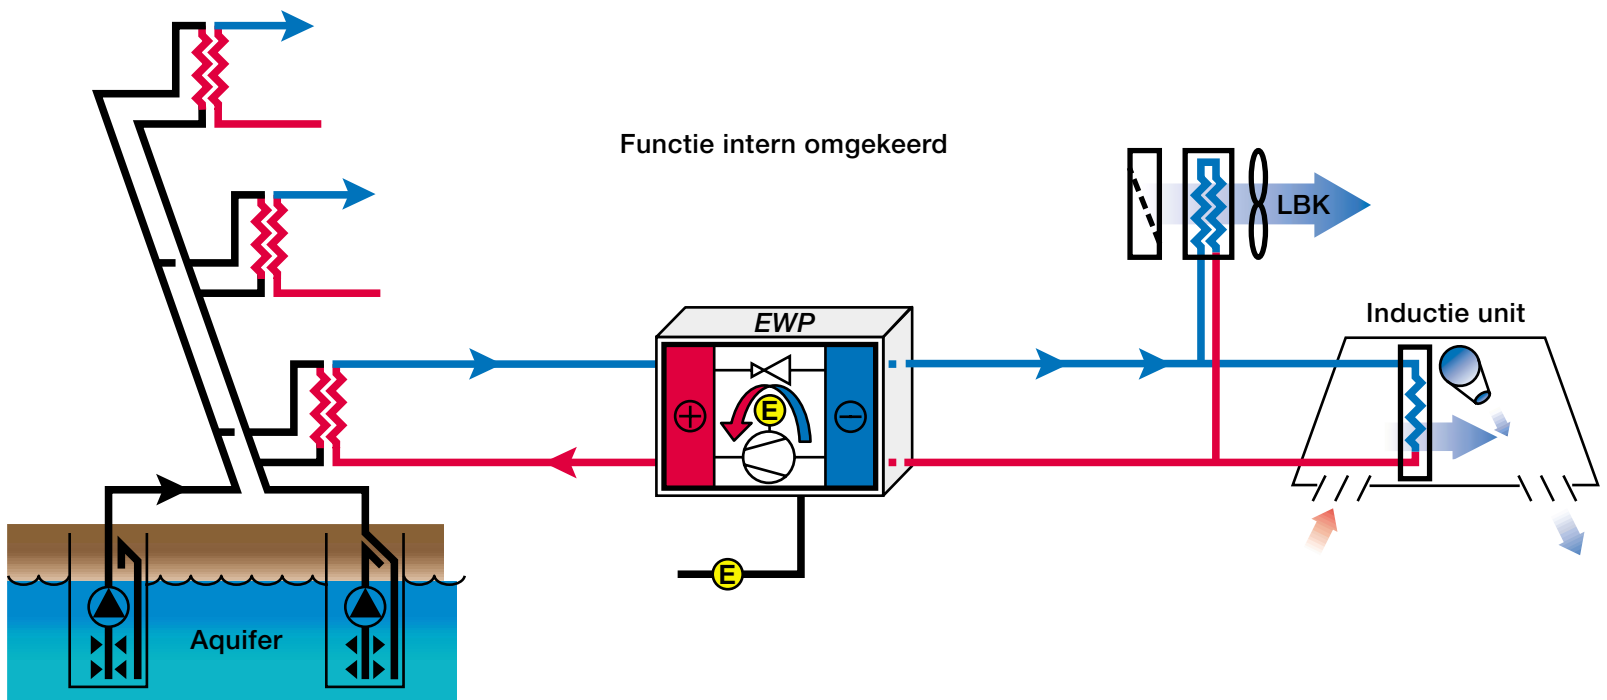 Functie intern omgekeerd
LBK
Inductie unit
EWP
+
E
−
E
Aquifer